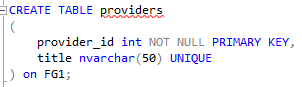 CREATE TABLE providers
(
    provider_id int NOT NULL PRIMARY KEY,
    title nvarchar(50) UNIQUE
) on FG1;